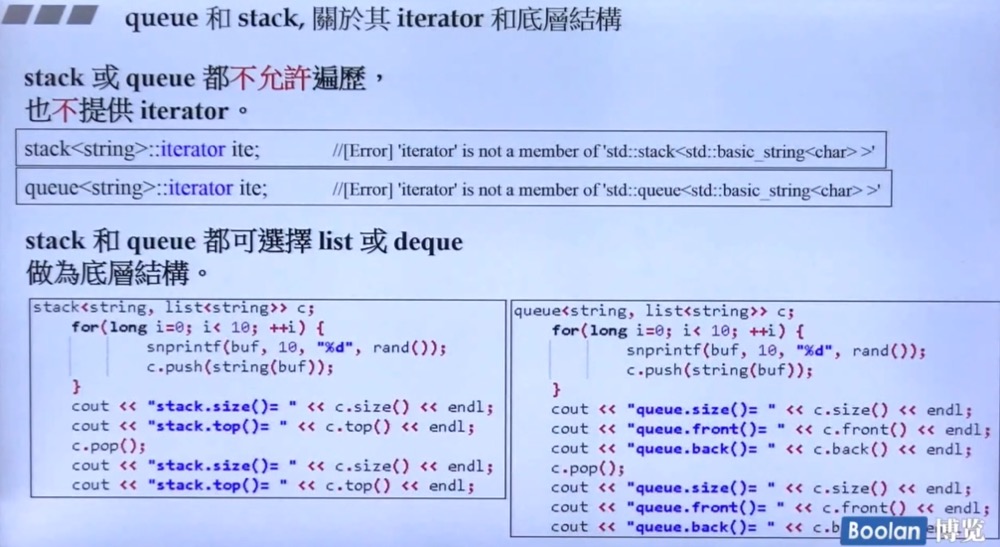 queue 和 stack, 關於其 iterator 和底層結構
stack 或 queue 都不允許遍歷，
也不提供 iterator。
stack<string>::iterator ite; //[Error] 'iterator' is not a member of 'std::stack<std::basic_string<char> >'
queue<string>::iterator ite; //[Error] 'iterator' is not a member of 'std::queue<std::basic_string<char> >'
stack 和 queue 都可選擇 list 或 deque
做為底層結構。
stack<string, list<string>> c;
for(long i=0; i< 10; ++i) {
snprintf(buf, 10, "%d", rand());
c.push(string(buf));
}
cout << "stack.size()= " << c.size() << endl;
cout << "stack.top()= " << c.top() << endl;
c.pop();
cout << "stack.size()= " << c.size() << endl;
cout << "stack.top()= " << c.top() << endl;
queue<string, list<string>> c;
for(long i=0; i< 10; ++i) {
snprintf(buf, 10, "%d", rand());
c.push(string(buf));
}
cout << "queue.size()= " << c.size() << endl;
cout << "queue.front()= " << c.front() << endl;
cout << "queue.back()= " << c.back() << endl;
c.pop();
cout << "queue.size()= " << c.size() << endl;
cout << "queue.front()= " << c.front() << endl;
cout << "queue.back()= " << c.b endl;
Boolan 博览